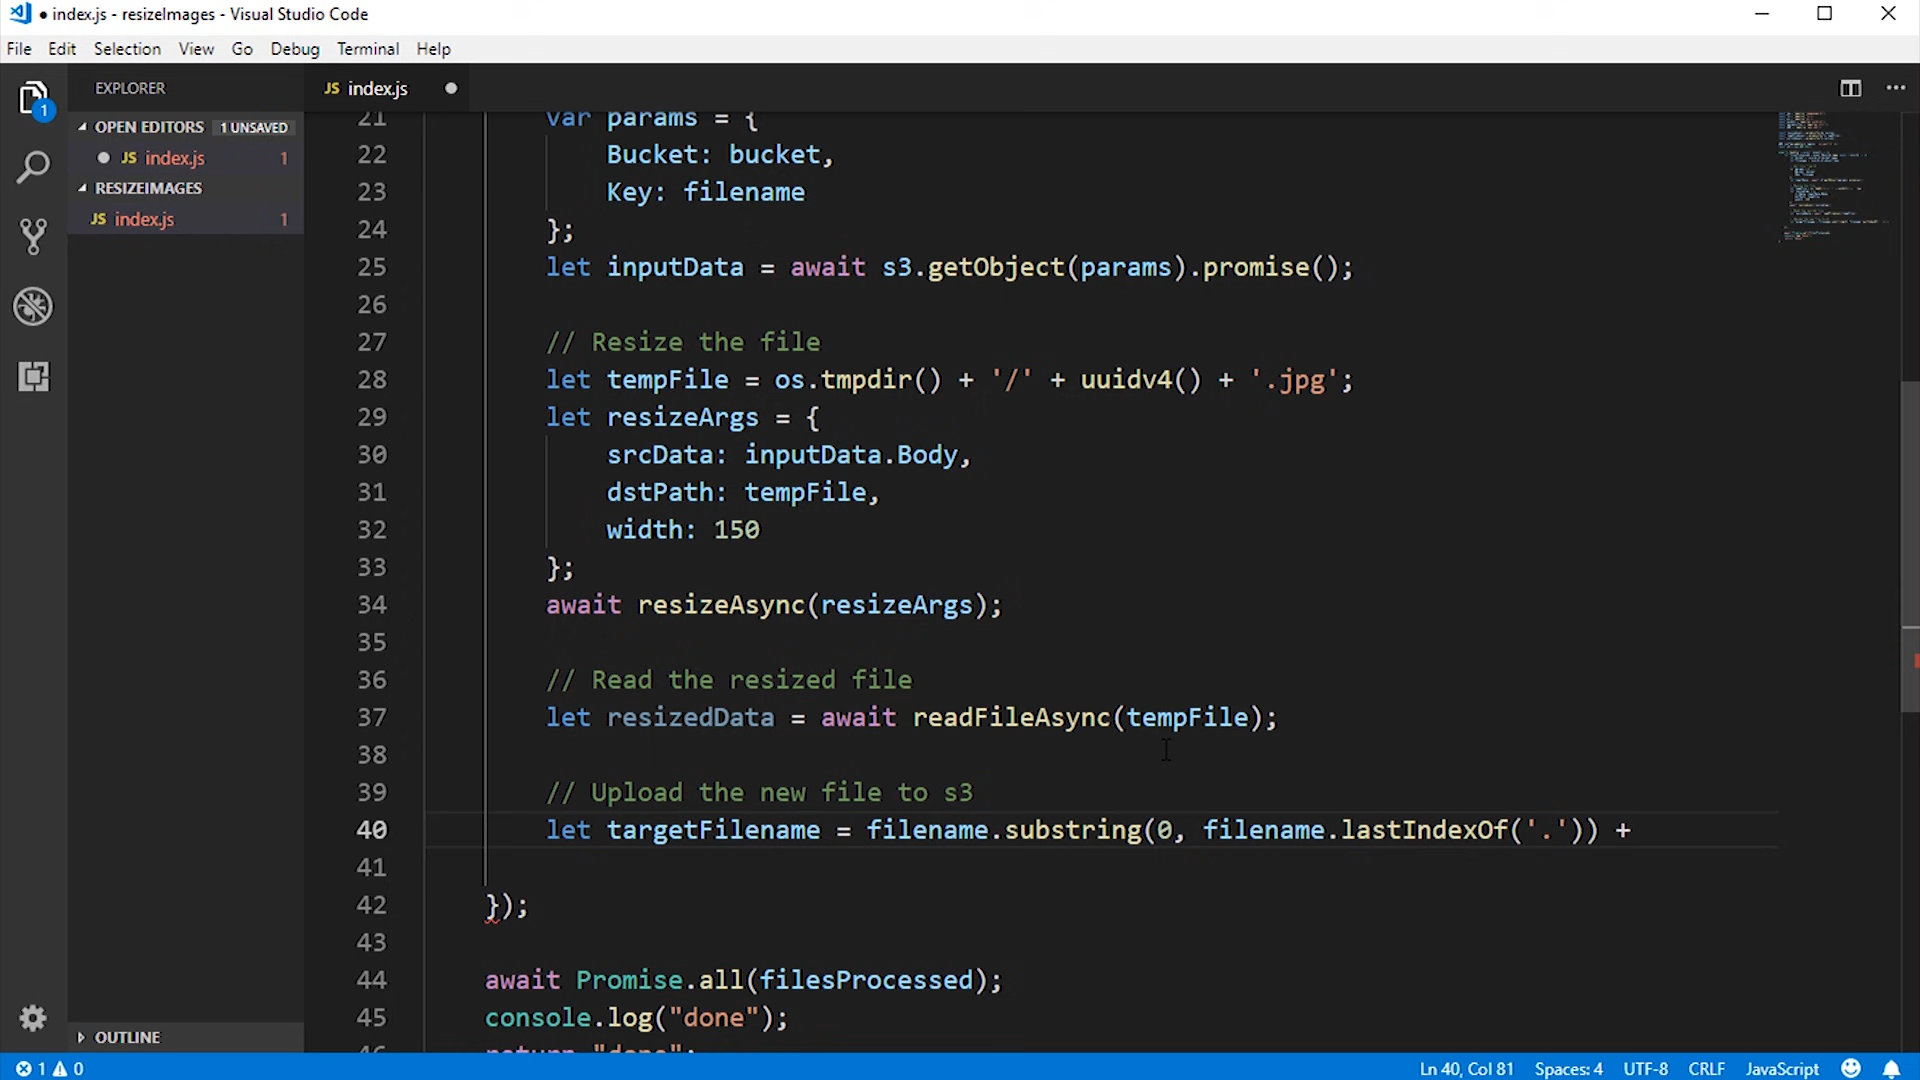 ● index.js - resizeImages - Visual Studio Code
File Edit Selection View Go Debug Terminal Help
EXPLORER
JS index.js
1
OPEN EDITORS 1 UNSAVED
JS index.js 1
RESIZEIMAGES
JS index.js 1
21 var params = {
22 Bucket: bucket,
23 Key: filename
24 };
25 let inputData = await s3.getObject(params).promise();
26
27 // Resize the file
28 let tempFile = os.tmpdir() + '/' + uuidv4() + '.jpg';
29 let resizeArgs = {
30 srcData: inputData.Body,
31 dstPath: tempFile,
32 width: 150
33 };
34 await resizeAsync(resizeArgs);
35
36 // Read the resized file
37 let resizedData = await readFileAsync(tempFile);
38
39 // Upload the new file to s3
40 let targetFilename = filename.substring(0, filename.lastIndexOf('.')) +
41
42 });
43
44 await Promise.all(filesProcessed);
45 console.log("done");
46 return "done";
OUTLINE
1 0 Ln 40, Col 81 Spaces: 4 UTF-8 CRLF JavaScript